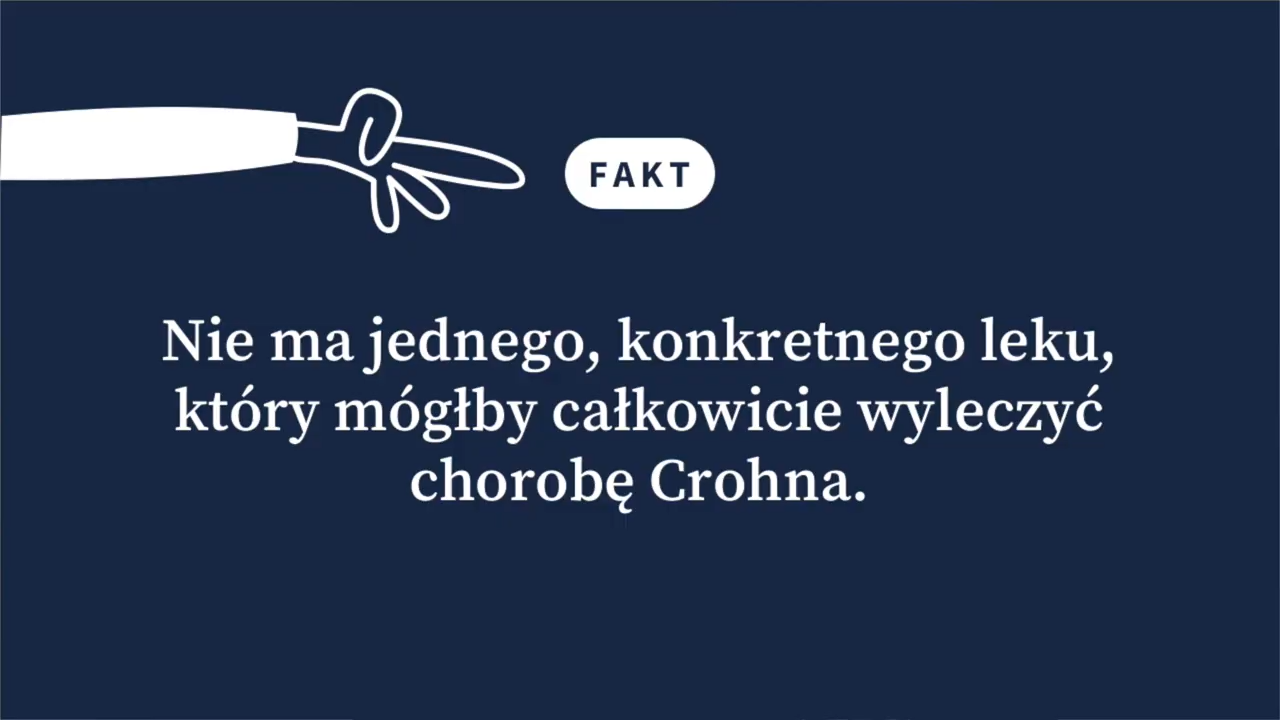 FAKT
Nie ma jednego, konkretnego leku,
który mógłby całkowicie wyleczyć
chorobę Crohna.